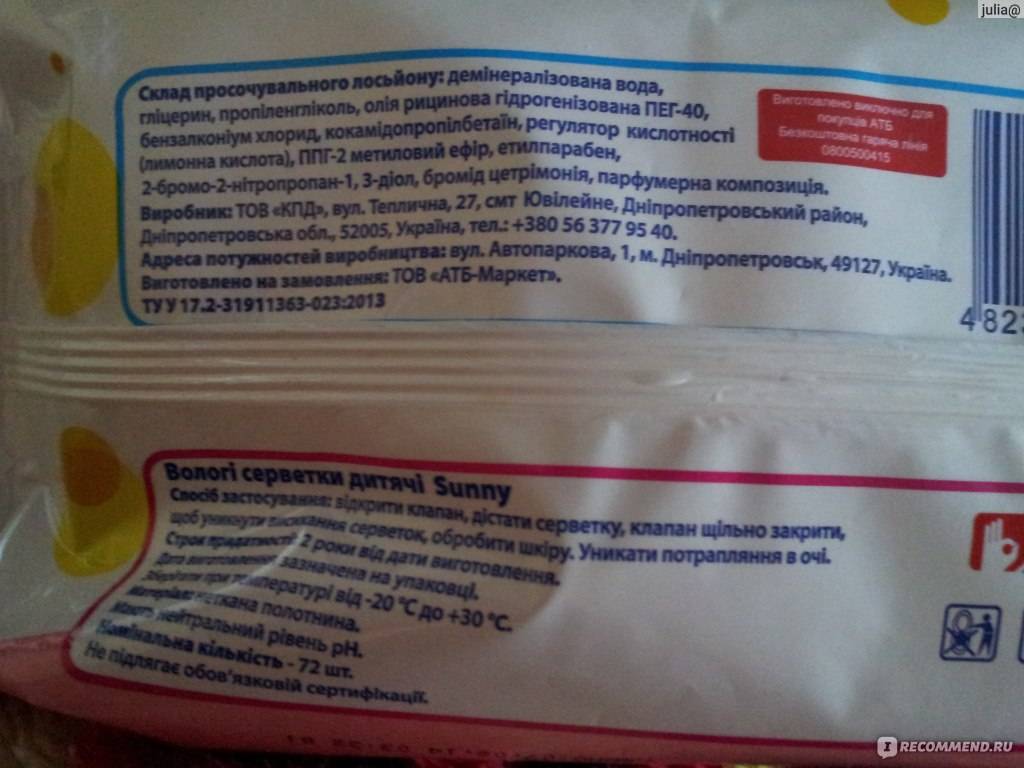 julia@
Склад просочувального лосьйону: демінералізована вода,
гліцерин, пропіленгліколь, олія рицинова гідрогенізована ПЕГ-40,
бензалконіум хлорид, кокамідопропілбетаїн, регулятор кислотності
(лимонна кислота), ППГ-2 метиловий ефір, етилпарабен,
2-бромо-2-нітропропан-1, 3-діол, бромід цетрімонія, парфумерна композиція.
Виробник: ТОВ «КПД», вул. Теплична, 27, смт Ювілейне, Дніпропетровський район,
Дніпропетровська обл., 52005, Україна, тел.: +380 56 377 95 40.
Адреса потужностей виробництва: вул. Автопаркова, 1, м. Дніпропетровськ, 49127, Україна.
Виготовлено на замовлення: ТОВ «АТБ-Маркет».
ТУ У 17.2-31911363-023:2013
Виготовлено виключно для
покупців АТБ
Безкоштовна гаряча лінія
0800500415
4 823
Вологі серветки дитячі Sunny
Спосіб застосування: відкрити клапан, дістати серветку, клапан щільно закрити,
щоб уникнути висихання серветок, обробити шкіру. Уникати потрапляння в очі.
Строк придатності: 2 роки від дати виготовлення.
Дата виготовлення зазначена на упаковці.
Зберігати при температурі від -20 °С до +30 °С.
Матеріал: неткана полотнина.
Мають нейтральний рівень pH.
Номінальна кількість - 72 шт.
Не підлягає обов'язковій сертифікації.
IRECOMMEND.RU